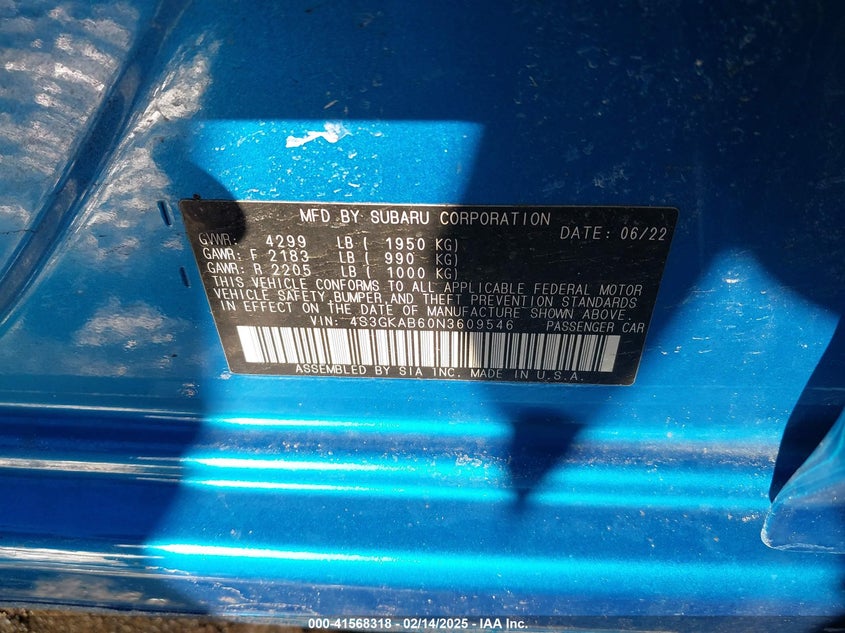 MFD BY SUBARU CORPORATION DATE: 06/22
GVWR: 4299 LB ( 1950 KG)
GAWR: F 2183 LB ( 990 KG)
GAWR: R 2205 LB ( 1000 KG)
THIS VEHICLE CONFORMS TO ALL APPLICABLE FEDERAL MOTOR
VEHICLE SAFETY, BUMPER, AND THEFT PREVENTION STANDARDS
IN EFFECT ON THE DATE OF MANUFACTURE SHOWN ABOVE.
VIN: 4S3GKAB60N3609546 PASSENGER CAR
ASSEMBLED BY SIA INC. MADE IN U.S.A.
000-41568318 - 02/14/2025 - IAA Inc.